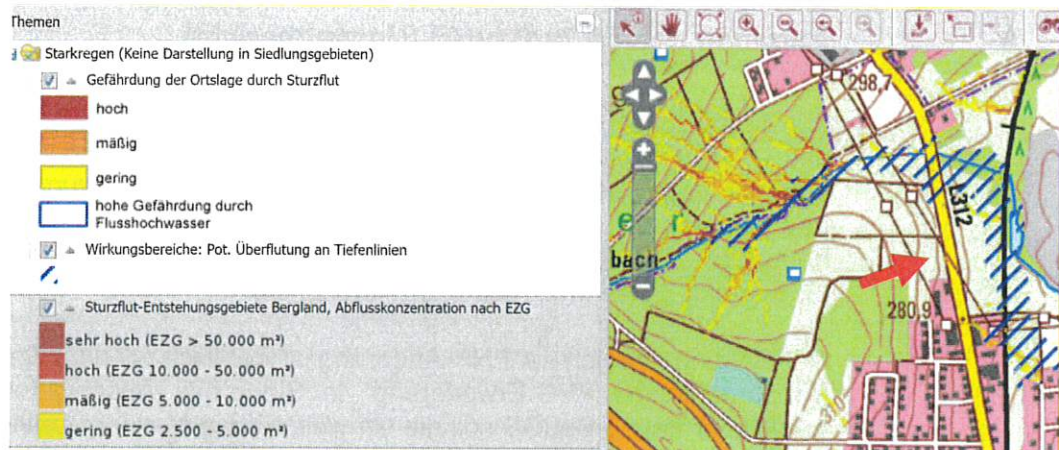 Themen
Starkregen (Keine Darstellung in Siedlungsgebieten)
Gefährdung der Ortslage durch Sturzflut
hoch
mäßig
gering
hohe Gefährdung durch
Flusshochwasser
Wirkungsbereiche: Pot. Überflutung an Tiefenlinien
Sturzflut-Entstehungsgebiete Bergland, Abflusskonzentration nach EZG
sehr hoch (EZG > 50.000 m²)
hoch (EZG 10.000 - 50.000 m²)
mäßig (EZG 5.000 - 10.000 m²)
gering (EZG 2.500 - 5.000 m²)
298,7
L312
e r
bach
280,9
310